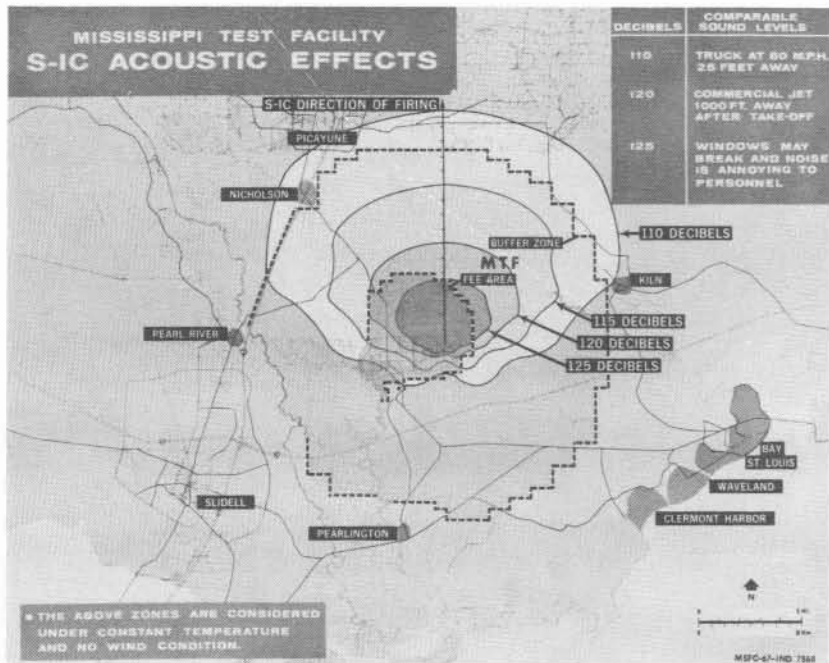 MISSISSIPPI TEST FACILITY
S-IC ACOUSTIC EFFECTS
DECIBELS
COMPARABLE
SOUND LEVELS
110
TRUCK AT 60 M.P.H.
25 FEET AWAY
120
COMMERCIAL JET
1000 FT. AWAY
AFTER TAKE-OFF
125
WINDOWS MAY
BREAK AND NOISE
IS ANNOYING TO
PERSONNEL
S-IC DIRECTION OF FIRING
PICAYUNE
NICHOLSON
110 DECIBELS
BUFFER ZONE
MTF
FEE AREA
KILN
115 DECIBELS
PEARL RIVER
120 DECIBELS
125 DECIBELS
BAY
ST. LOUIS
WAVELAND
SLIDELL
CLERMONT HARBOR
PEARLINGTON
N
THE ABOVE ZONES ARE CONSIDERED
UNDER CONSTANT TEMPERATURE
AND NO WIND CONDITION.
MSFC-67-IND 7560